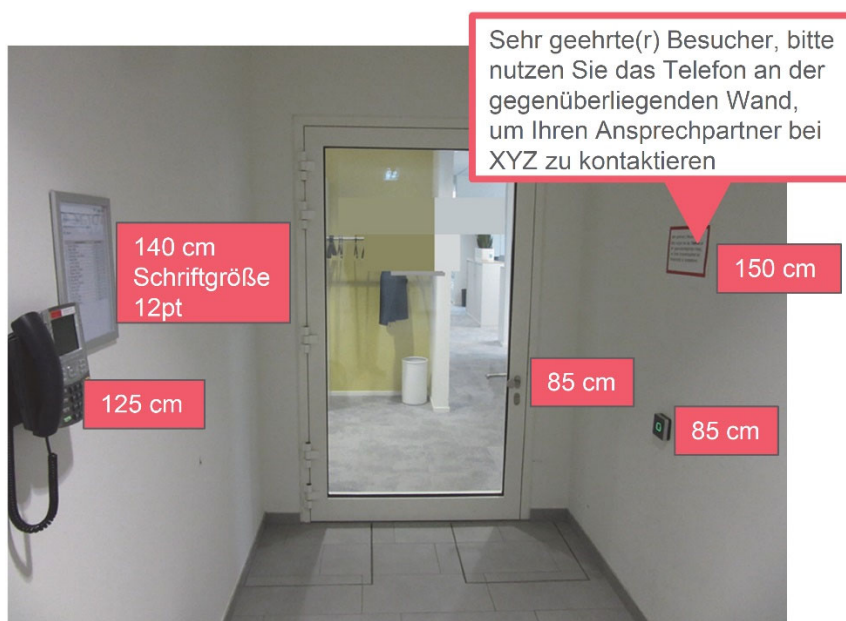 Sehr geehrte(r) Besucher, bitte
nutzen Sie das Telefon an der
gegenüberliegenden Wand,
um Ihren Ansprechpartner bei
XYZ zu kontaktieren
140 cm
Schriftgröße
12pt
150 cm
125 cm
85 cm
85 cm